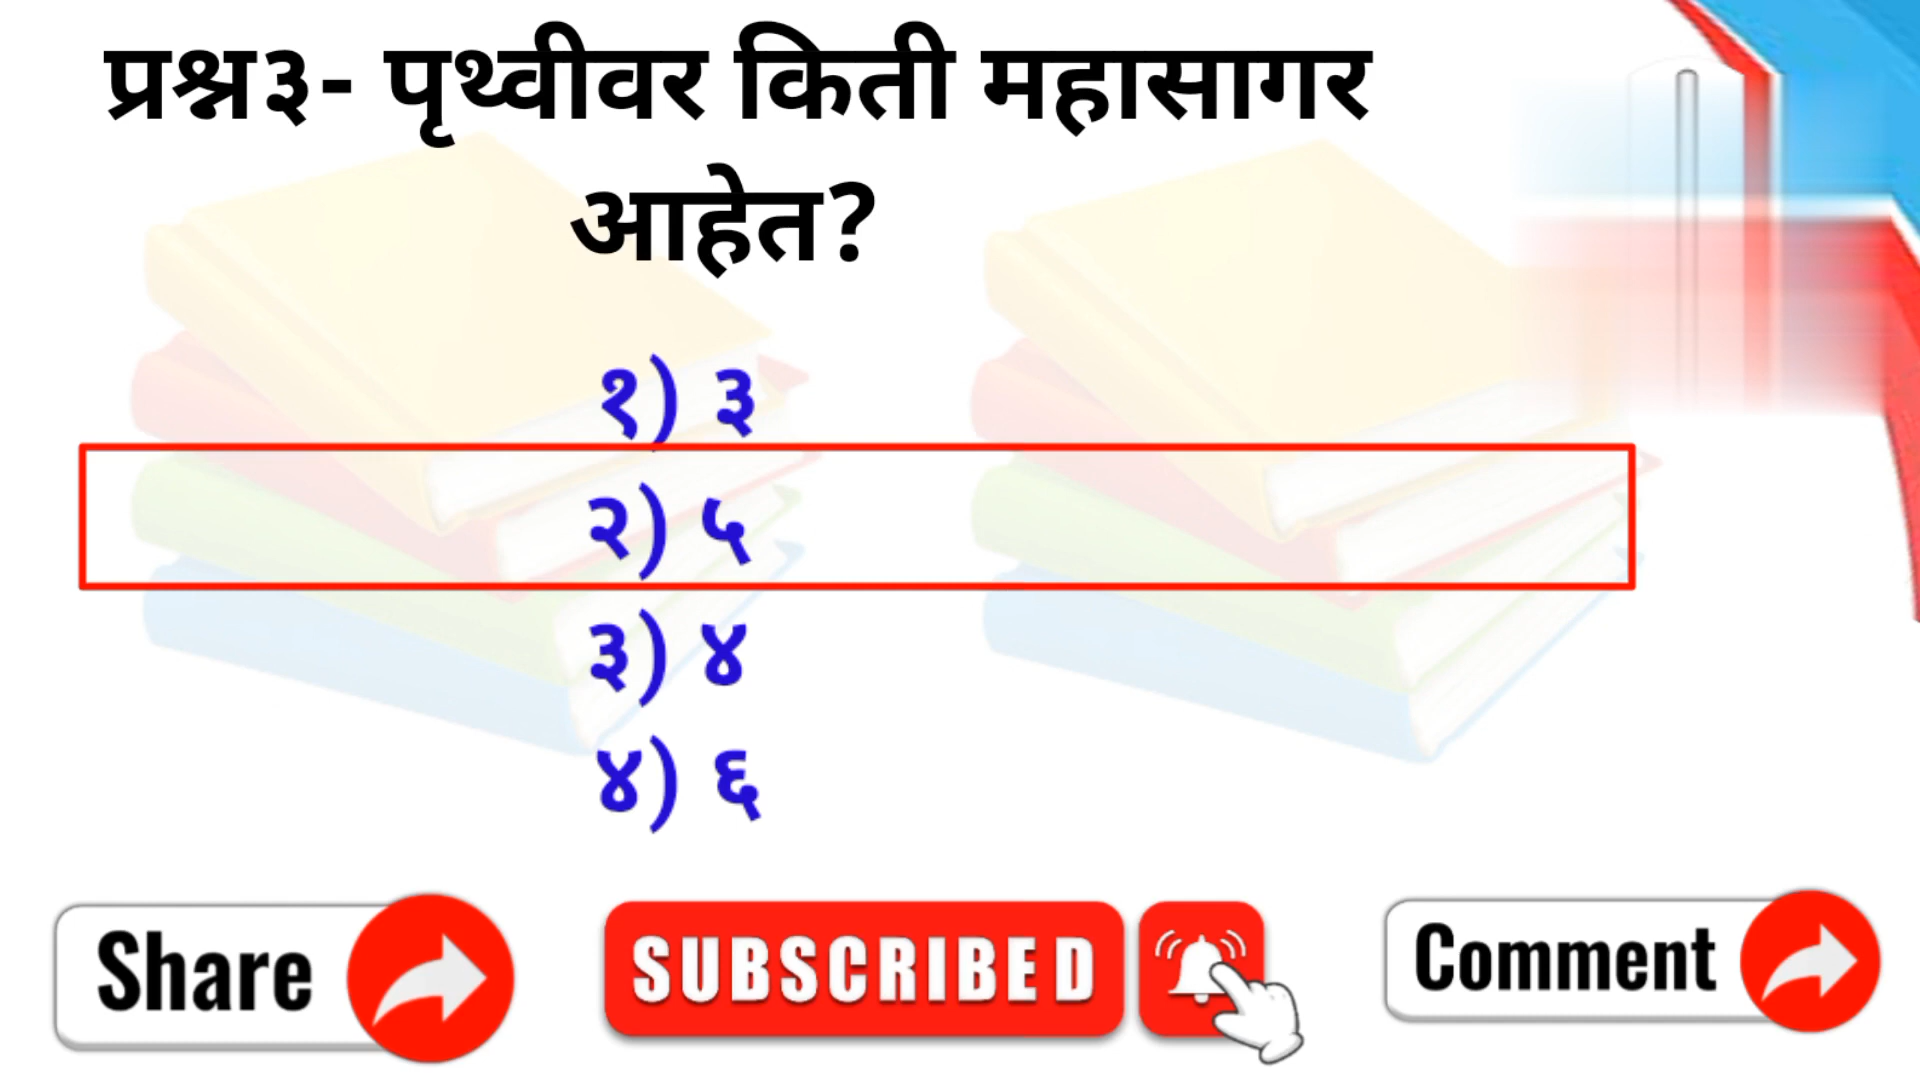 प्रश्न३- पृथ्वीवर किती महासागर
आहेत?
१) ३
२) ५
३) ४
४) ६
Share
SUBSCRIBED
Comment